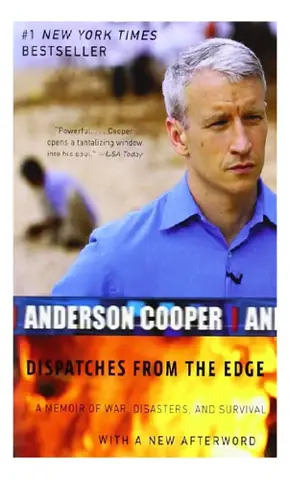 #1 NEW YORK TIMES
BESTSELLER
"Powerful. . . . Cooper
opens a tantalizing window
into his soul." —USA Today
ANDERSON COOPER AN
DISPATCHES FROM THE EDGE
A MEMOIR OF WAR, DISASTERS, AND SURVIVAL
WITH A NEW AFTERWORD